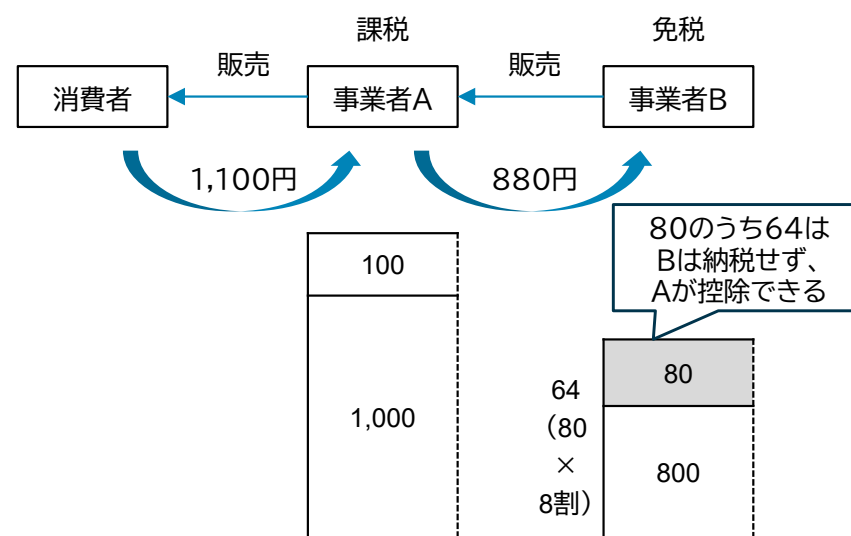 課税
免税
販売
販売
消費者
事業者A
事業者B
1,100円
880円
80のうち64は
Bは納税せず、
Aが控除できる
100
1,000
64
（80
×
8割）
80
800